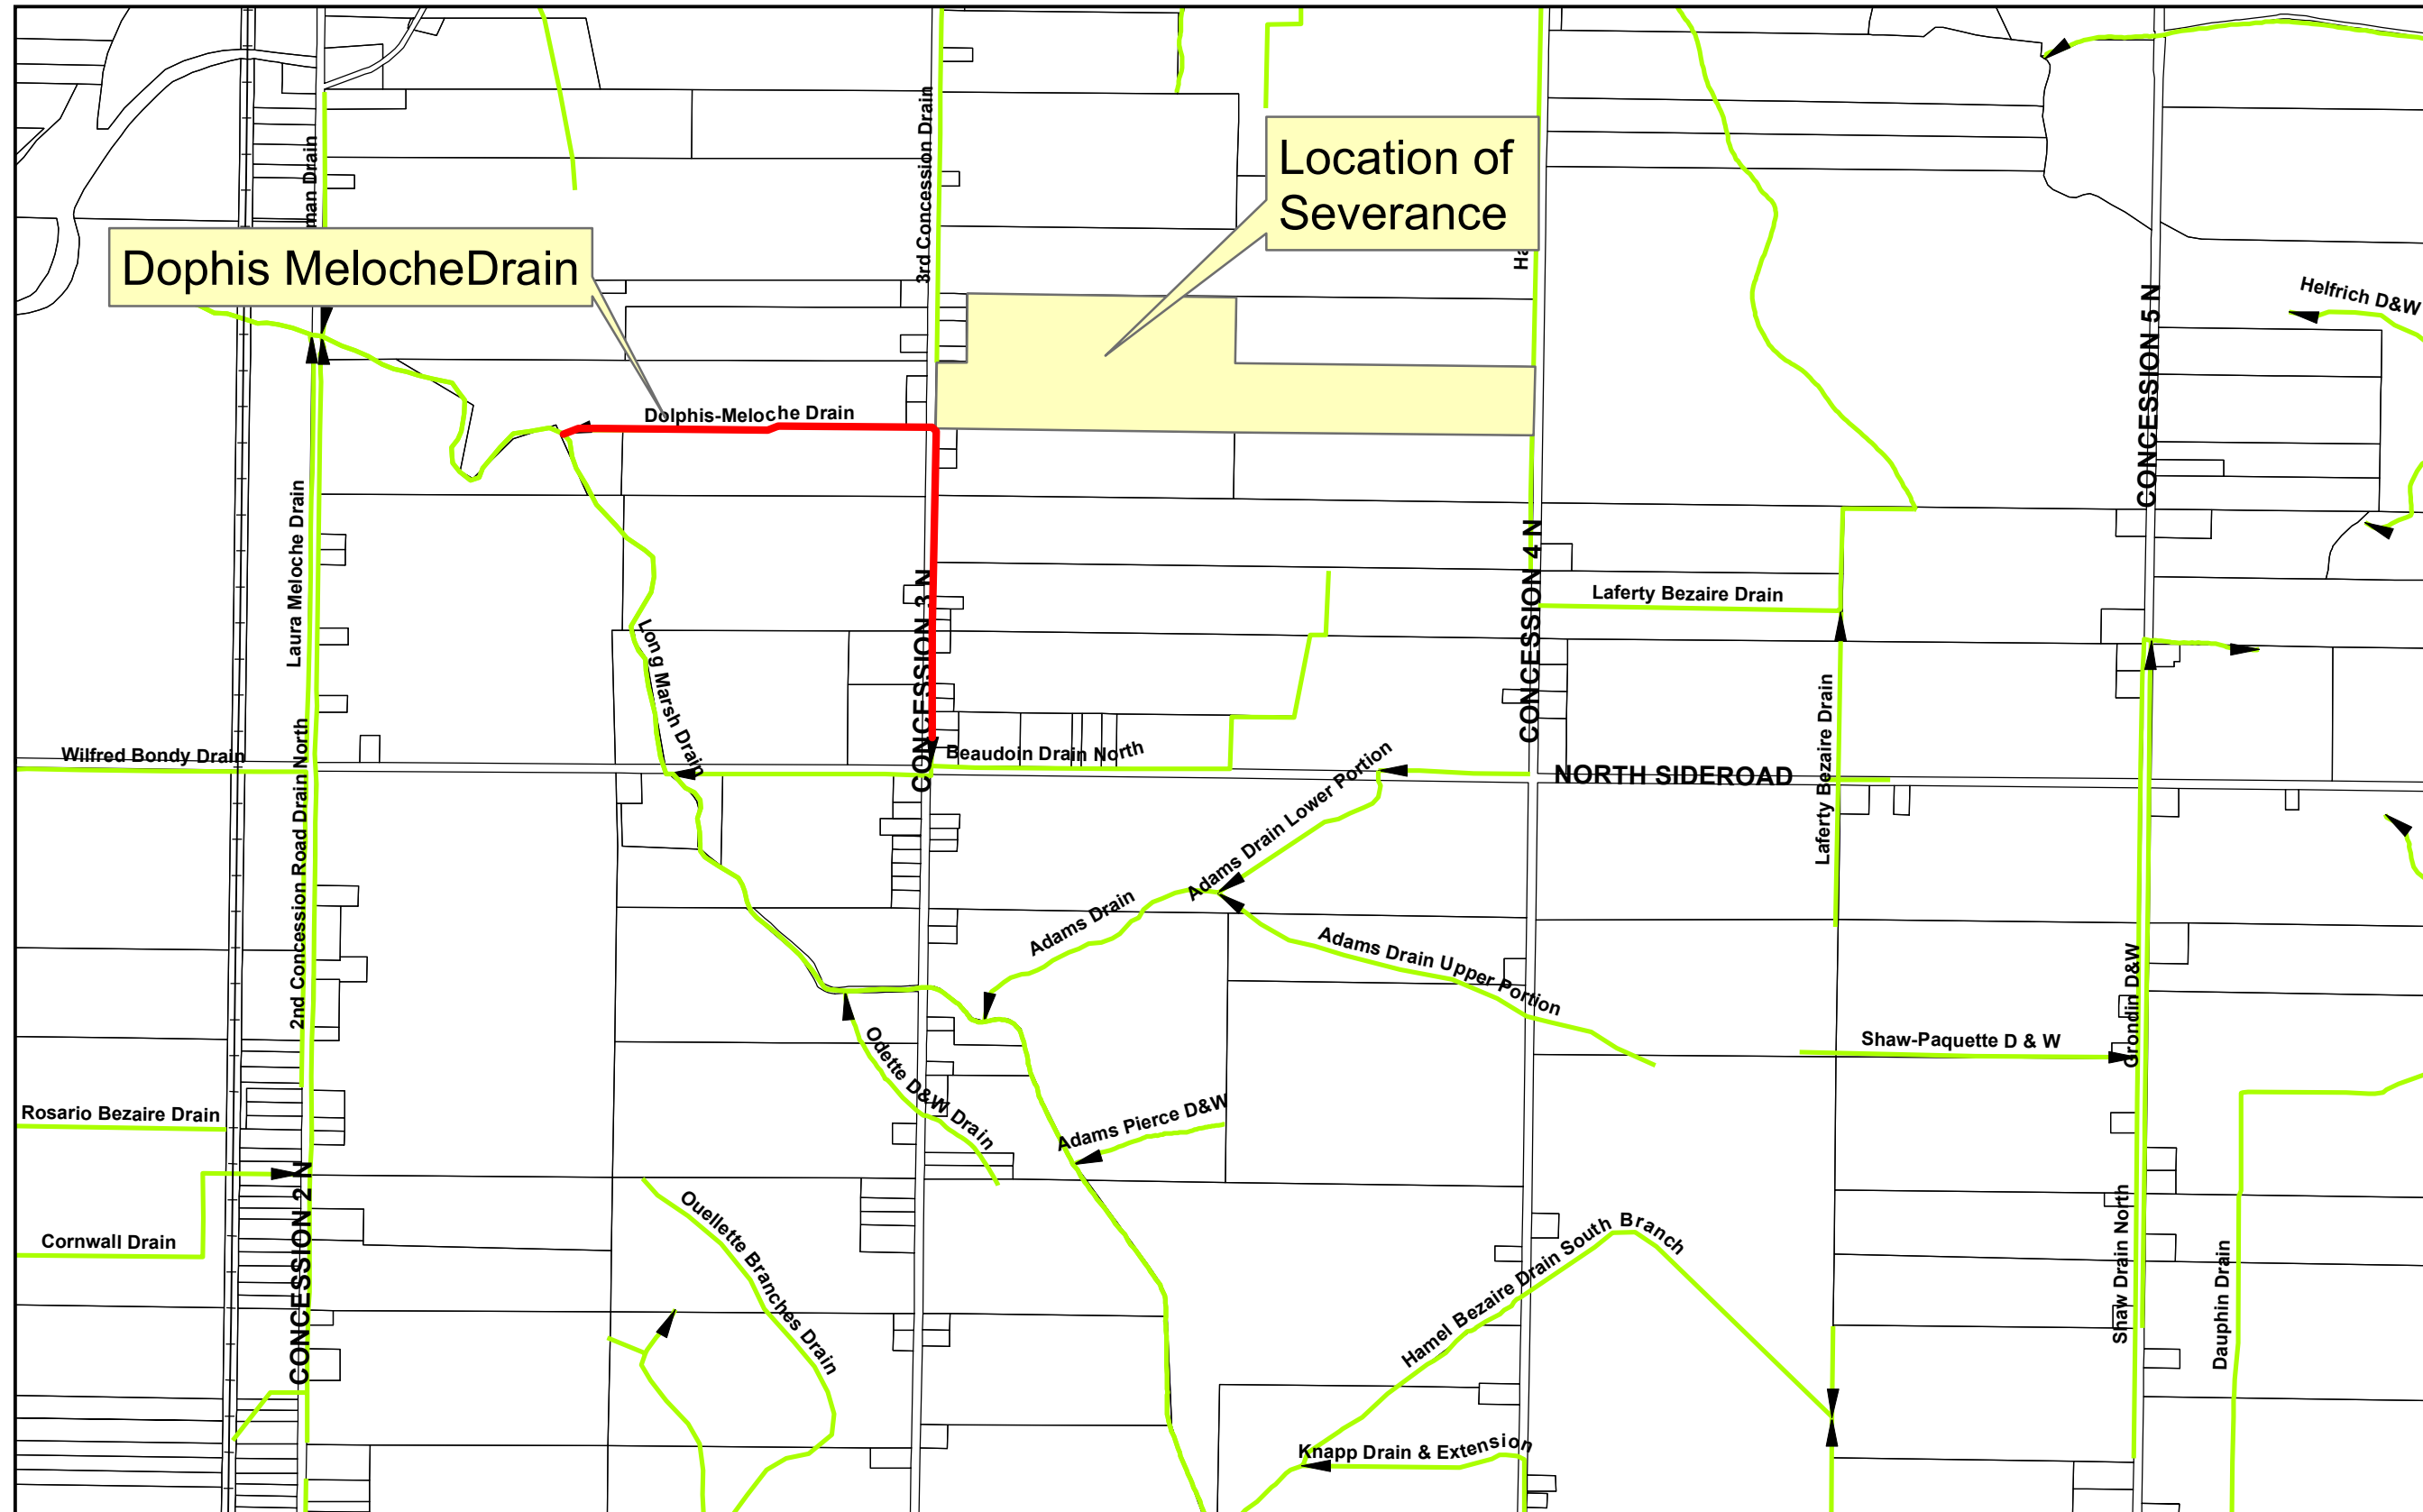 3rd Concession Drain
man Drain
Location of
Severance
Ha
Dophis MelocheDrain
Helfrich D&W
CONCESSION 5 N
Dolphis-Meloche Drain
Laura Meloche Drain
CONCESSION 4 N
CONCESSION 3 N
Laferty Bezaire Drain
Long Marsh Drain
Laferty Bezaire Drain
Wilfred Bondy Drain
Beaudoin Drain North
NORTH SIDEROAD
2nd Concession Road Drain North
Adams Drain Lower Portion
Adams Drain
Adams Drain Upper Portion
Grondin D&W
Shaw-Paquette D & W
Odette D&W Drain
Rosario Bezaire Drain
Adams Pierce D&W
CONCESSION 2 N
Ouellette Branches Drain
Cornwall Drain
Shaw Drain North
Hamel Bezaire Drain South Branch
Dauphin Drain
Knapp Drain & Extension